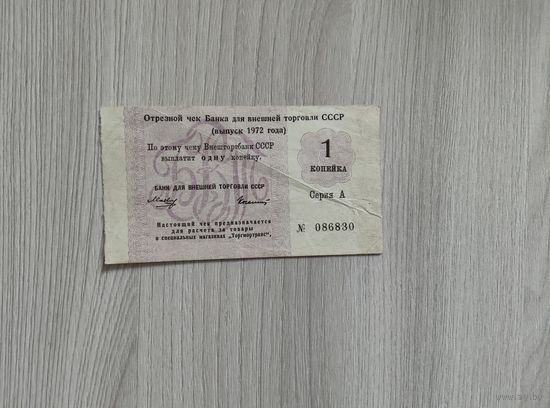 Отрезной чек Банка для внешней торговли СССР
(выпуск 1972 года)
По этому чеку Внешторгбанк СССР
выплатит одну копейку.
БАНК ДЛЯ ВНЕШНЕЙ ТОРГОВЛИ СССР
Настоящий чек предназначается
для расчета за товары
в специальных магазинах „Торгмортранс“,
1
КОПЕЙКА
Серия А
№ 086830